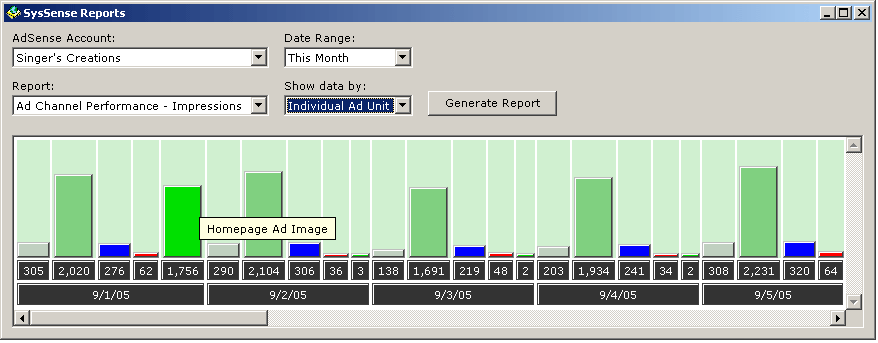 SysSense Reports
AdSense Account: Date Range:
Singer's Creations This Month
Report: Show data by:
Ad Channel Performance - Impressions Individual Ad Unit Generate Report
Homepage Ad Image
305 2,020 276 62 1,756 290 2,104 306 36 3 138 1,691 219 48 2 203 1,934 241 34 2 308 2,231 320 64
9/1/05 9/2/05 9/3/05 9/4/05 9/5/05